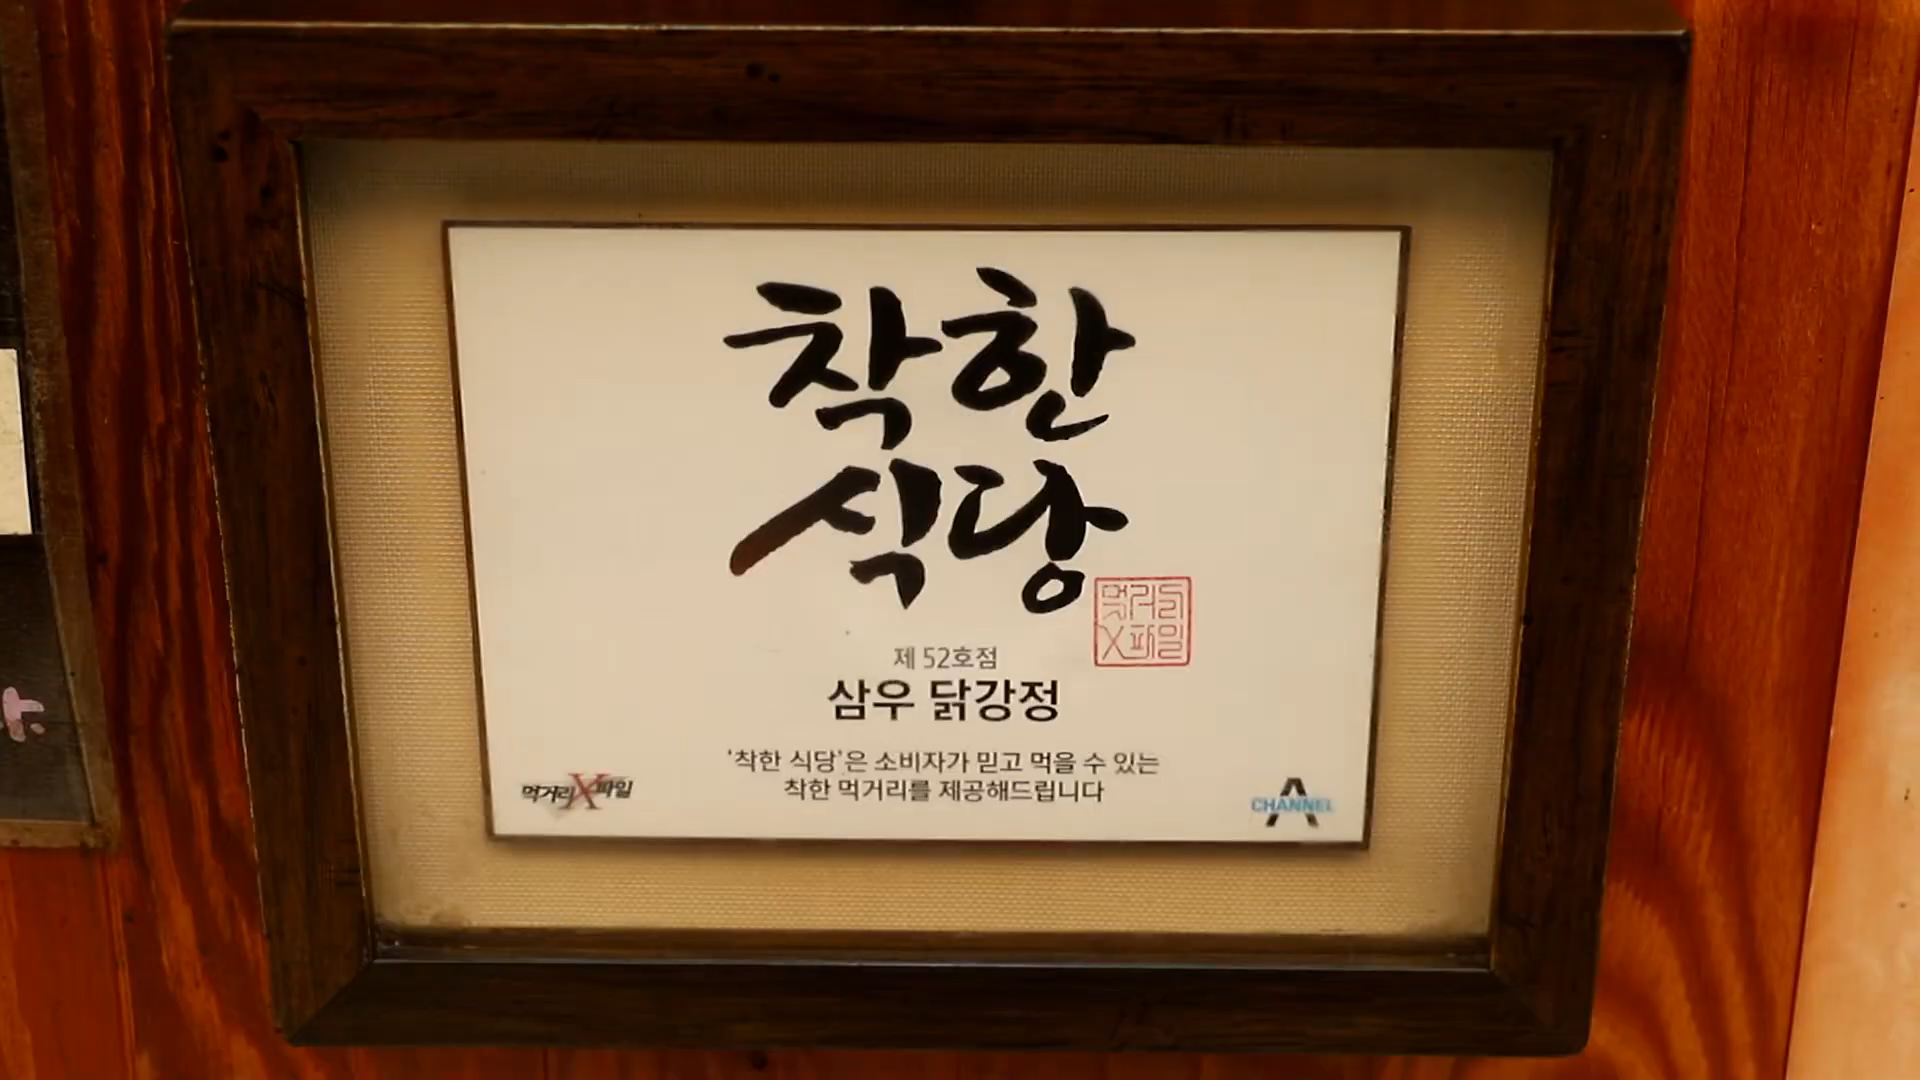 착한
식당
먹거리
X파일
제 52호점
삼우 닭강정
'착한 식당'은 소비자가 믿고 먹을 수 있는
착한 먹거리를 제공해드립니다
먹거리X파일
CHANNEL A